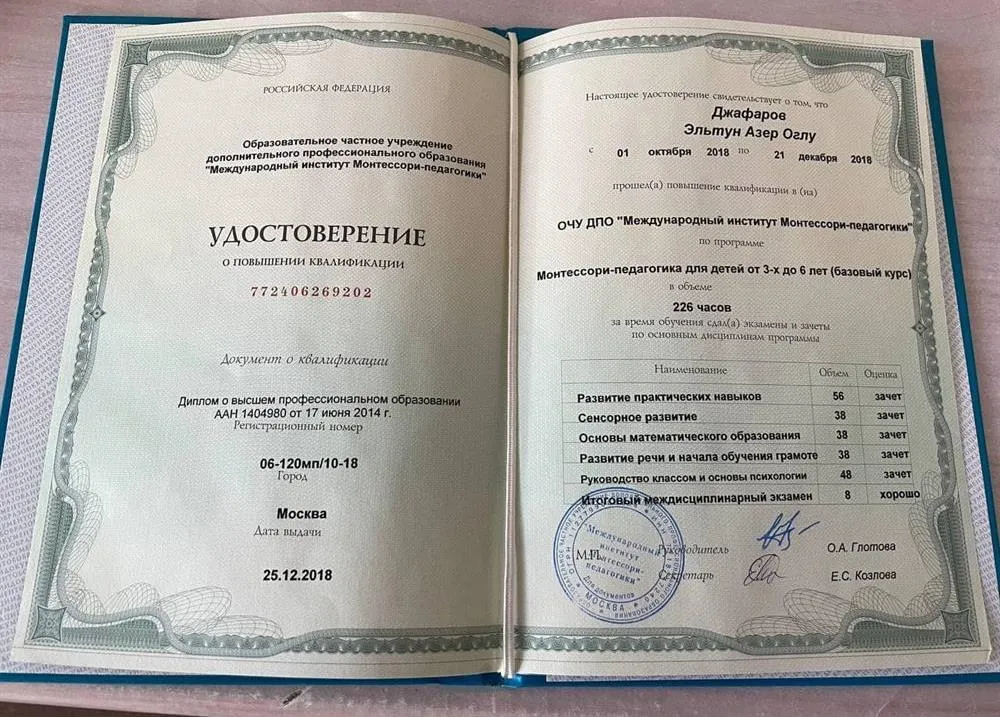 РОССИЙСКАЯ ФЕДЕРАЦИЯ
Образовательное частное учреждение
дополнительного профессионального образования
"Международный институт Монтессори-педагогики"
УДОСТОВЕРЕНИЕ
О ПОВЫШЕНИИ КВАЛИФИКАЦИИ
772406269202
Документ о квалификации
Диплом о высшем профессиональном образовании
ААН 1404980 от 17 июня 2014 г.
Регистрационный номер
06-120мп/10-18
Город
Москва
Дата выдачи
25.12.2018
Настоящее удостоверение свидетельствует о том, что
Джафаров
Эльтун Азер Оглу
с 01 октября 2018 по 21 декабря 2018
прошел(а) повышение квалификации в (на)
ОЧУ ДПО "Международный институт Монтессори-педагогики"
по программе
Монтессори-педагогика для детей от 3-х до 6 лет (базовый курс)
в объеме
226 часов
за время обучения сдал(а) экзамены и зачеты
по основным дисциплинам программы
Наименование Объем Оценка
Развитие практических навыков 56 зачет
Сенсорное развитие 38 зачет
Основы математического образования 38 зачет
Развитие речи и начала обучения грамоте 38 зачет
Руководство классом и основы психологии 48 зачет
Итоговый междисциплинарный экзамен 8 хорошо
М.П.
Руководитель О.А. Глотова
Секретарь Е.С. Козлова
"Международный
институт
Монтессори-
педагогики"
Для документов
МОСКВА